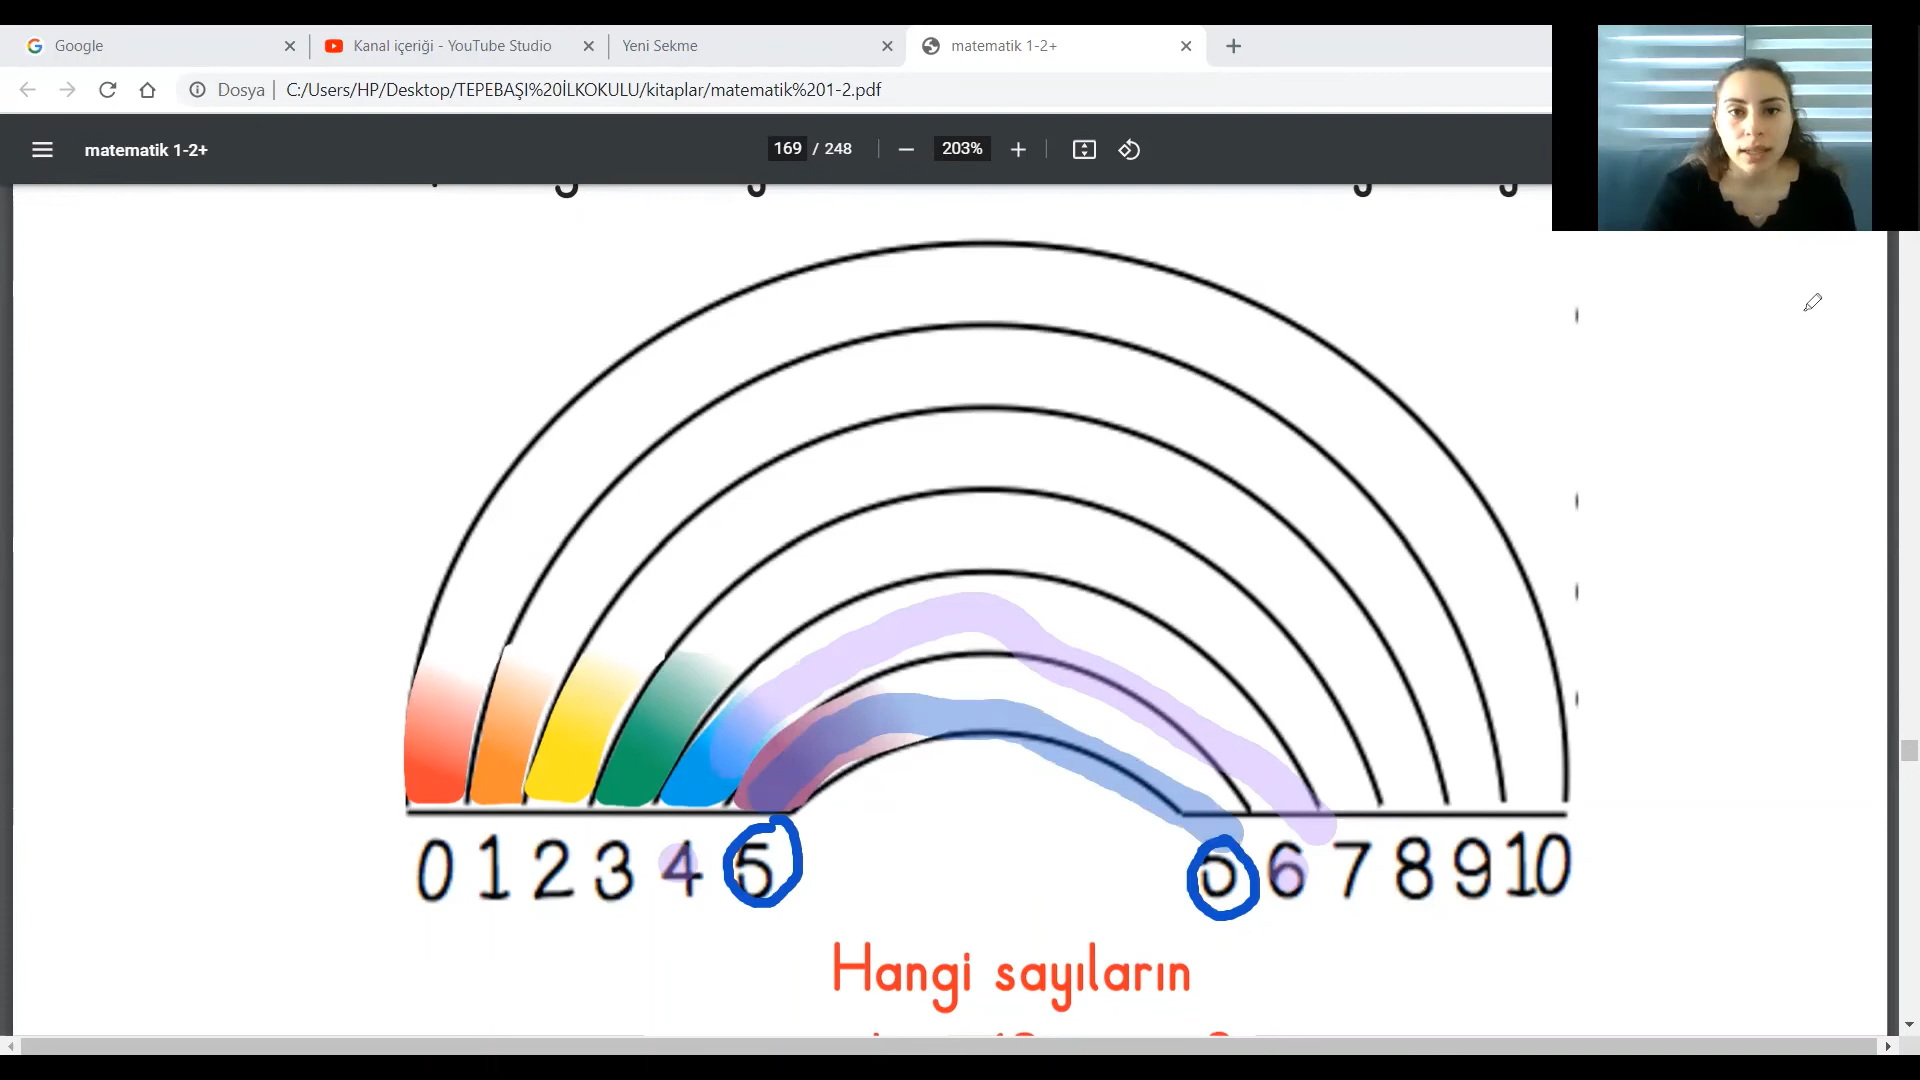 Google
Kanal içeriği - YouTube Studio
Yeni Sekme
matematik 1-2+
Dosya
C:/Users/HP/Desktop/TEPEBAŞI%20İLKOKULU/kitaplar/matematik%201-2.pdf
matematik 1-2+
169 / 248
203%
0 1 2 3 4 5 5 6 7 8 9 10
Hangi sayıların